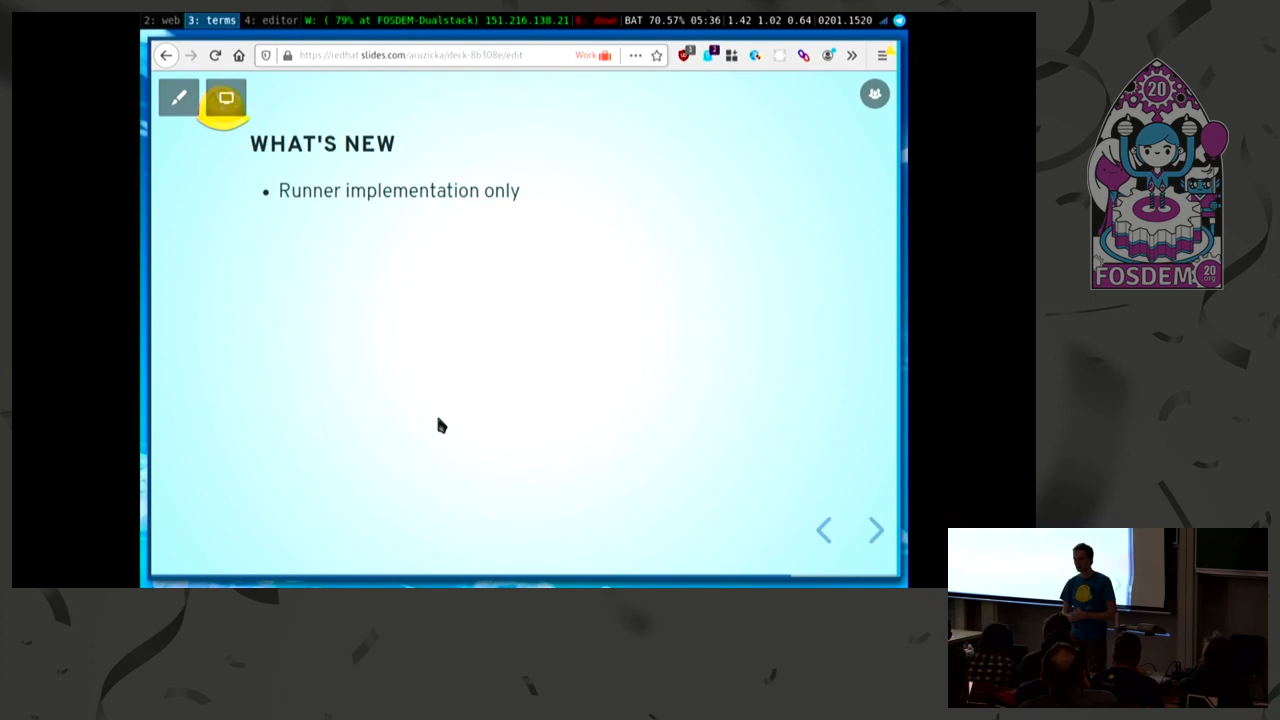 2: web 3: terms 4: editor W: ( 79% at FOSDEM-Dualstack) 151.216.138.21 E: down BAT 70.57% 05:36 1.42 1.02 0.64 0201.1520
https://redhat.slides.com/aruzicka/deck-8b308e/edit Work
WHAT'S NEW
• Runner implementation only
20
FOSDEM 20 .org